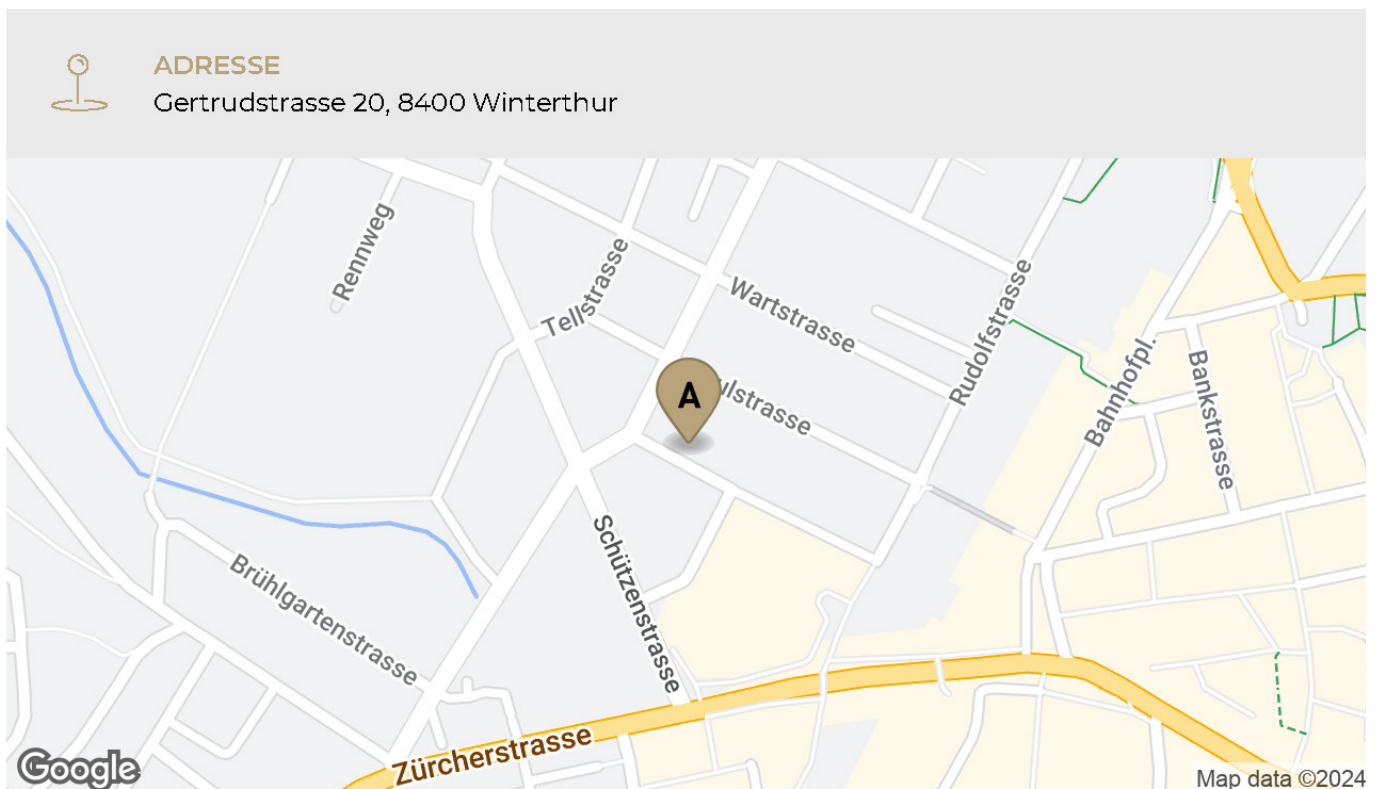 ADRESSE
Gertrudstrasse 20, 8400 Winterthur
Rennweg
Tellstrasse
Wartstrasse
Rudolfstrasse
Bahnhofpl.
Bankstrasse
A
Schützenstrasse
Brühlgartenstrasse
Zürcherstrasse
Google
Map data ©2024